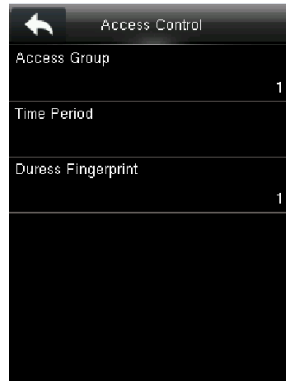 Access Control
Access Group
1
Time Period
Duress Fingerprint
1